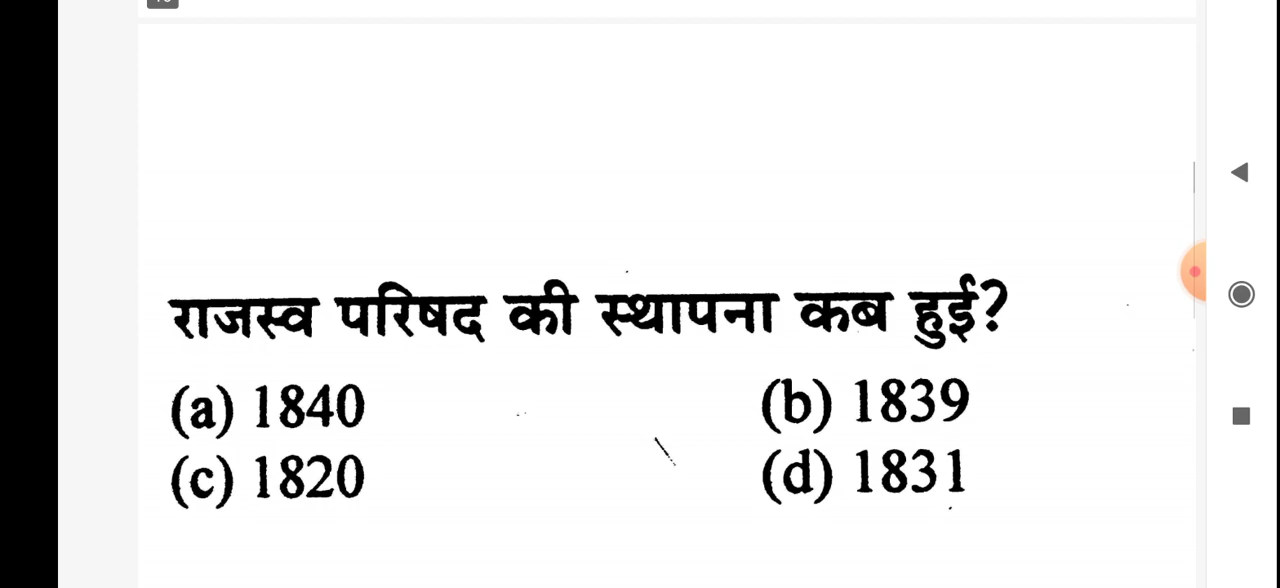 राजस्व परिषद की स्थापना कब हुई?
(a) 1840 (b) 1839
(c) 1820 (d) 1831